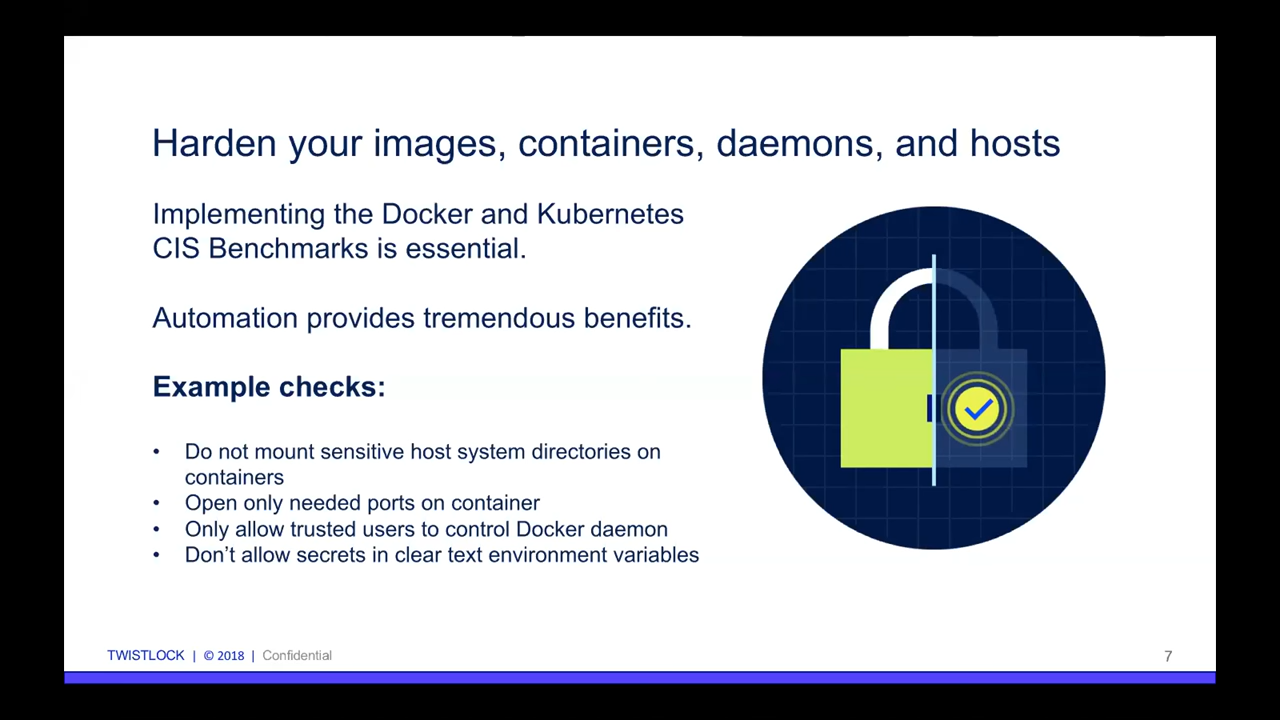 Harden your images, containers, daemons, and hosts
Implementing the Docker and Kubernetes
CIS Benchmarks is essential.
Automation provides tremendous benefits.
Example checks:
• Do not mount sensitive host system directories on
containers
• Open only needed ports on container
• Only allow trusted users to control Docker daemon
• Don’t allow secrets in clear text environment variables
TWISTLOCK | © 2018 | Confidential
7